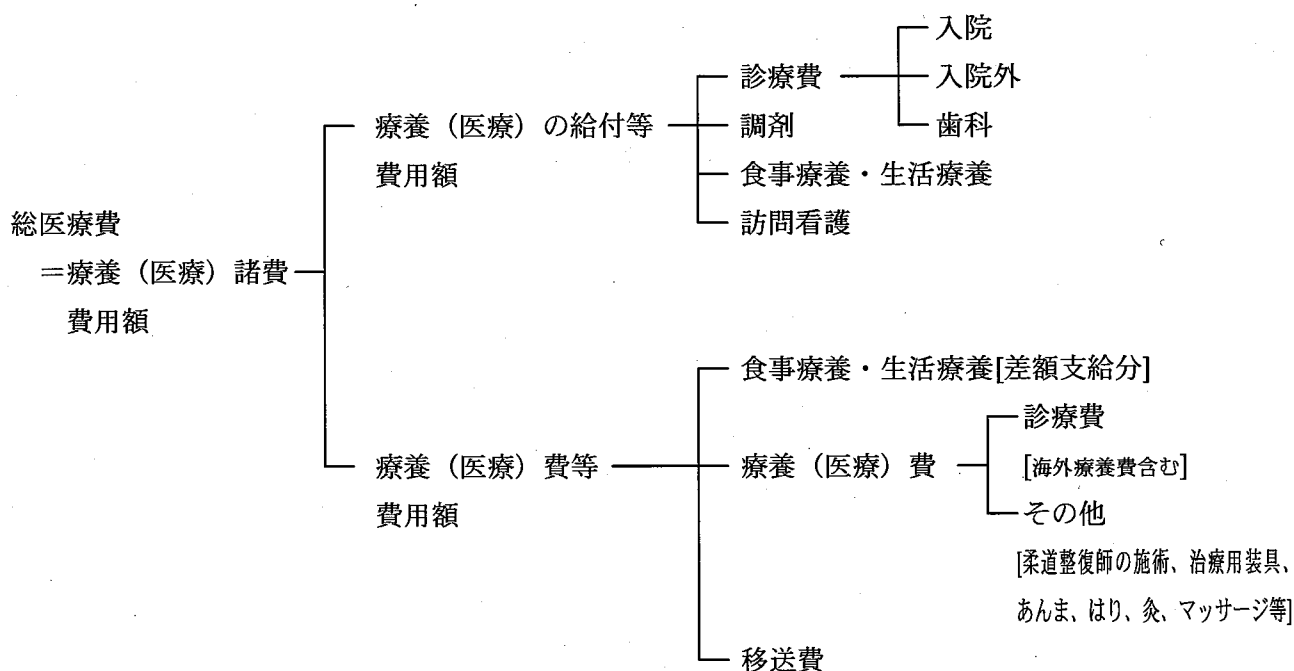 総医療費
＝療養（医療）諸費
費用額
療養（医療）の給付等
費用額
診療費
入院
入院外
歯科
調剤
食事療養・生活療養
訪問看護
療養（医療）費等
費用額
食事療養・生活療養[差額支給分]
療養（医療）費
診療費
[海外療養費含む]
その他
[柔道整復師の施術、治療用装具、
あんま、はり、灸、マッサージ等]
移送費